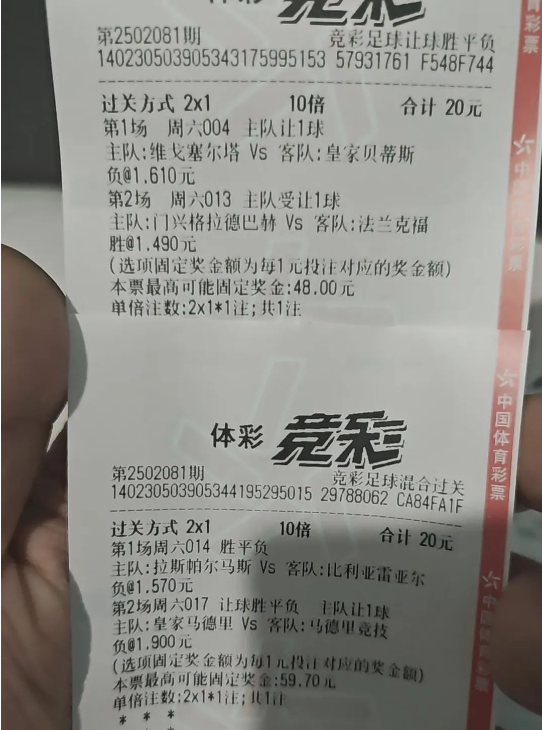 体彩 竞彩
第2502081期 竞彩足球让球胜平负
140230503905343175995153 57931761 F548F744
过关方式 2x1 10倍 合计 20元
第1场 周六004 主队让1球
主队:维戈塞尔塔 Vs 客队:皇家贝蒂斯
负@1.610元
第2场 周六013 主队受让1球
主队:门兴格拉德巴赫 Vs 客队:法兰克福
胜@1.490元
(选项固定奖金额为每1元投注对应的奖金额)
本票最高可能固定奖金:48.00元
单倍注数:2x1*1注;共1注
体彩 竞彩
第2502081期 竞彩足球混合过关
140230503905344195295015 29788062 CA84FA1F
过关方式 2x1 10倍 合计 20元
第1场周六014 胜平负
主队:拉斯帕尔马斯 Vs 客队:比利亚雷亚尔
负@1.570元
第2场周六017 让球胜平负 主队让1球
主队:皇家马德里 Vs 客队:马德里竞技
负@1.900元
(选项固定奖金额为每1元投注对应的奖金额)
本票最高可能固定奖金:59.70元
单倍注数:2x1*1注;共1注
* * *
育彩票
中国体育彩票
中国体育彩票